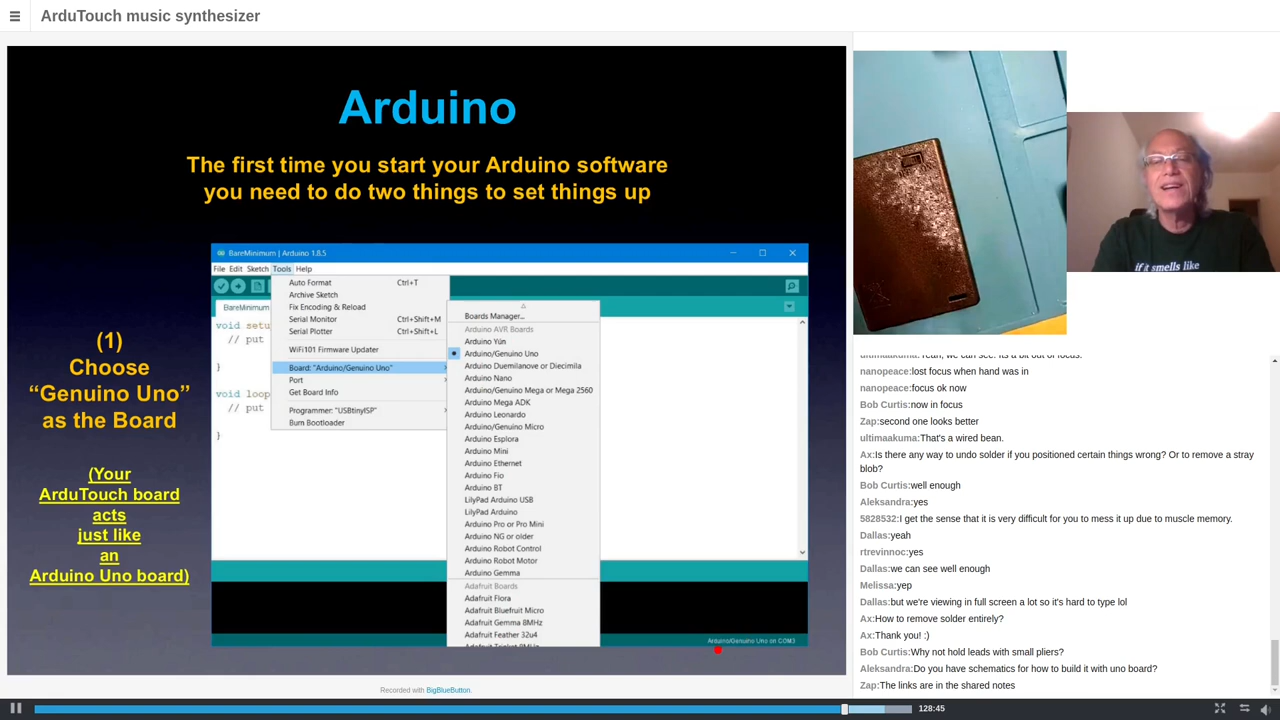 ArduTouch music synthesizer
Arduino
The first time you start your Arduino software
you need to do two things to set things up
(1)
Choose
“Genuino Uno”
as the Board
(Your
ArduTouch board
acts
just like
an
Arduino Uno board)
BareMinimum | Arduino 1.8.5
File Edit Sketch Tools Help
BareMinimum
void setu
// put
}
void loop
// put
}
Auto Format Ctrl+T
Archive Sketch
Fix Encoding & Reload
Serial Monitor Ctrl+Shift+M
Serial Plotter Ctrl+Shift+L
WiFi101 Firmware Updater
Board: "Arduino/Genuino Uno"
Port
Get Board Info
Programmer: "USBtinyISP"
Burn Bootloader
Boards Manager...
Arduino AVR Boards
Arduino Yún
Arduino/Genuino Uno
Arduino Duemilanove or Diecimila
Arduino Nano
Arduino/Genuino Mega or Mega 2560
Arduino Mega ADK
Arduino Leonardo
Arduino/Genuino Micro
Arduino Esplora
Arduino Mini
Arduino Ethernet
Arduino Fio
Arduino BT
LilyPad Arduino USB
LilyPad Arduino
Arduino Pro or Pro Mini
Arduino NG or older
Arduino Robot Control
Arduino Robot Motor
Arduino Gemma
Adafruit Boards
Adafruit Flora
Adafruit Bluefruit Micro
Adafruit Gemma 8MHz
Adafruit Feather 32u4
Adafruit Trinket 8MHz
Arduino/Genuino Uno on COM3
Recorded with BigBlueButton.
if it smells like
ultimaakuma:Yeah, we can see. Its a bit out of focus.
nanopeace:lost focus when hand was in
nanopeace:focus ok now
Bob Curtis:now in focus
Zap:second one looks better
ultimaakuma:That's a wired bean.
Ax:Is there any way to undo solder if you positioned certain things wrong? Or to remove a stray
blob?
Bob Curtis:well enough
Aleksandra:yes
5828532:I get the sense that it is very difficult for you to mess it up due to muscle memory.
Dallas:yeah
rtrevinnoc:yes
Dallas:we can see well enough
Melissa:yep
Dallas:but we're viewing in full screen a lot so it's hard to type lol
Ax:How to remove solder entirely?
Ax:Thank you! :)
Bob Curtis:Why not hold leads with small pliers?
Aleksandra:Do you have schematics for how to build it with uno board?
Zap:The links are in the shared notes
128:45